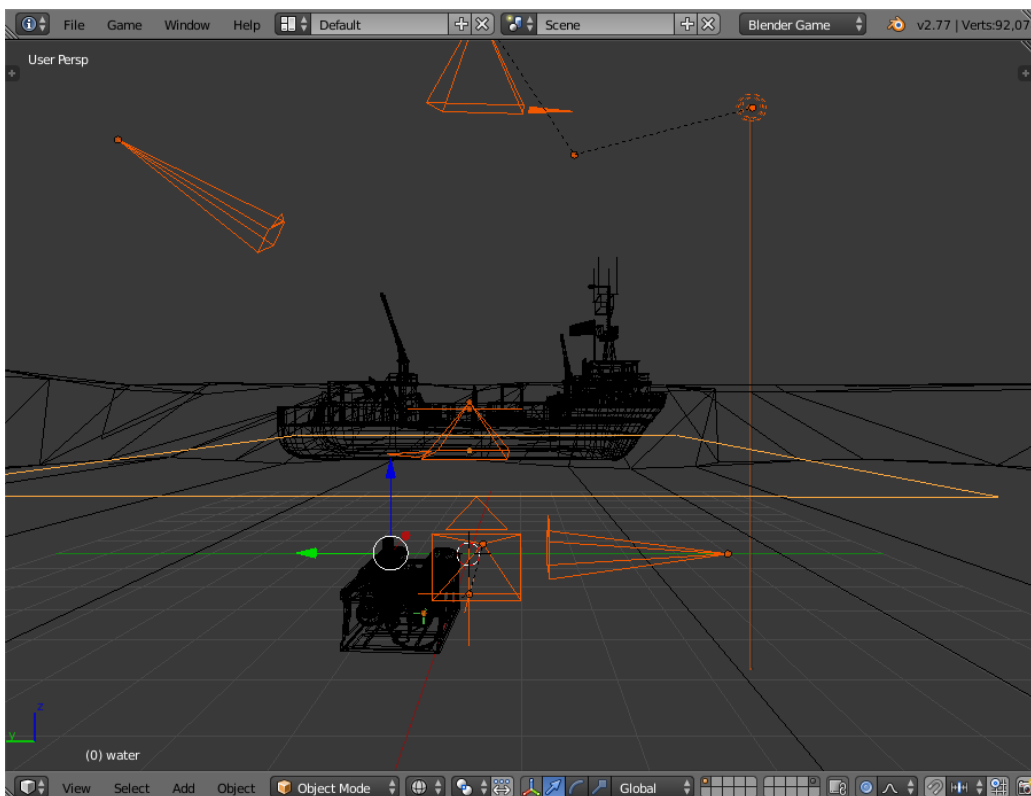 File Game Window Help Default Scene Blender Game v2.77 | Verts:92,07
User Persp
z
y
(0) water
View Select Add Object Object Mode Global